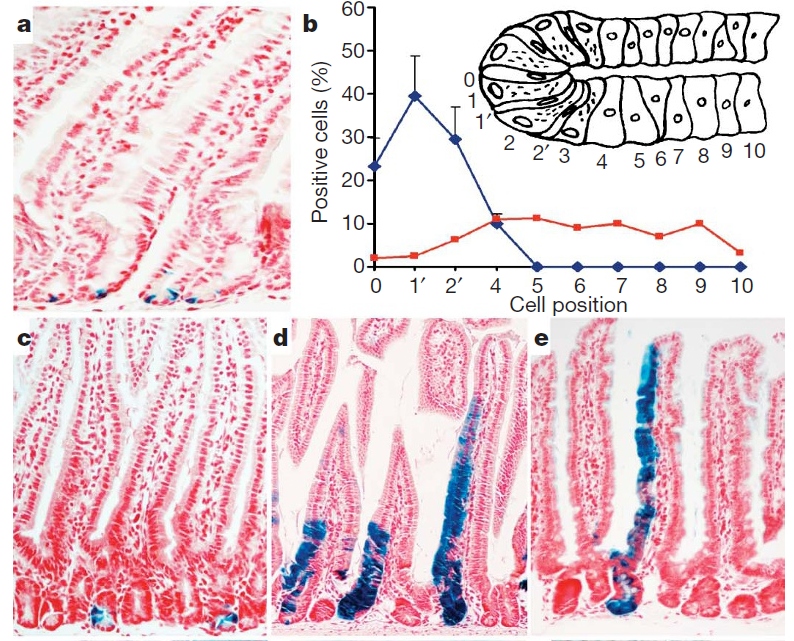 a
b
Positive cells (%)
60
50
40
30
20
10
0
0 1′ 2′ 4 5 6 7 8 9 10
Cell position
0
1
1′
2 2′ 3 4 5 6 7 8 9 10
c
d
e